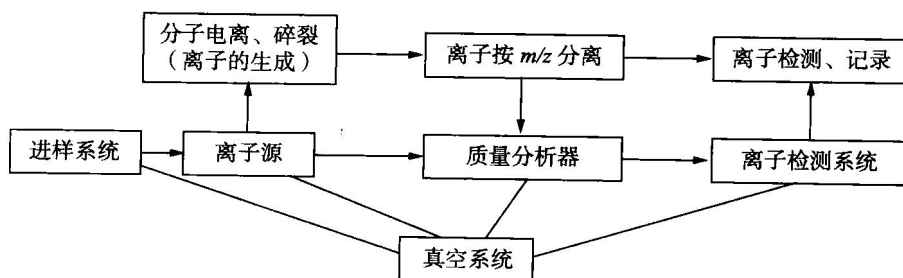 分子电离、碎裂
（离子的生成）
离子按 m/z 分离
离子检测、记录
进样系统
离子源
质量分析器
离子检测系统
真空系统